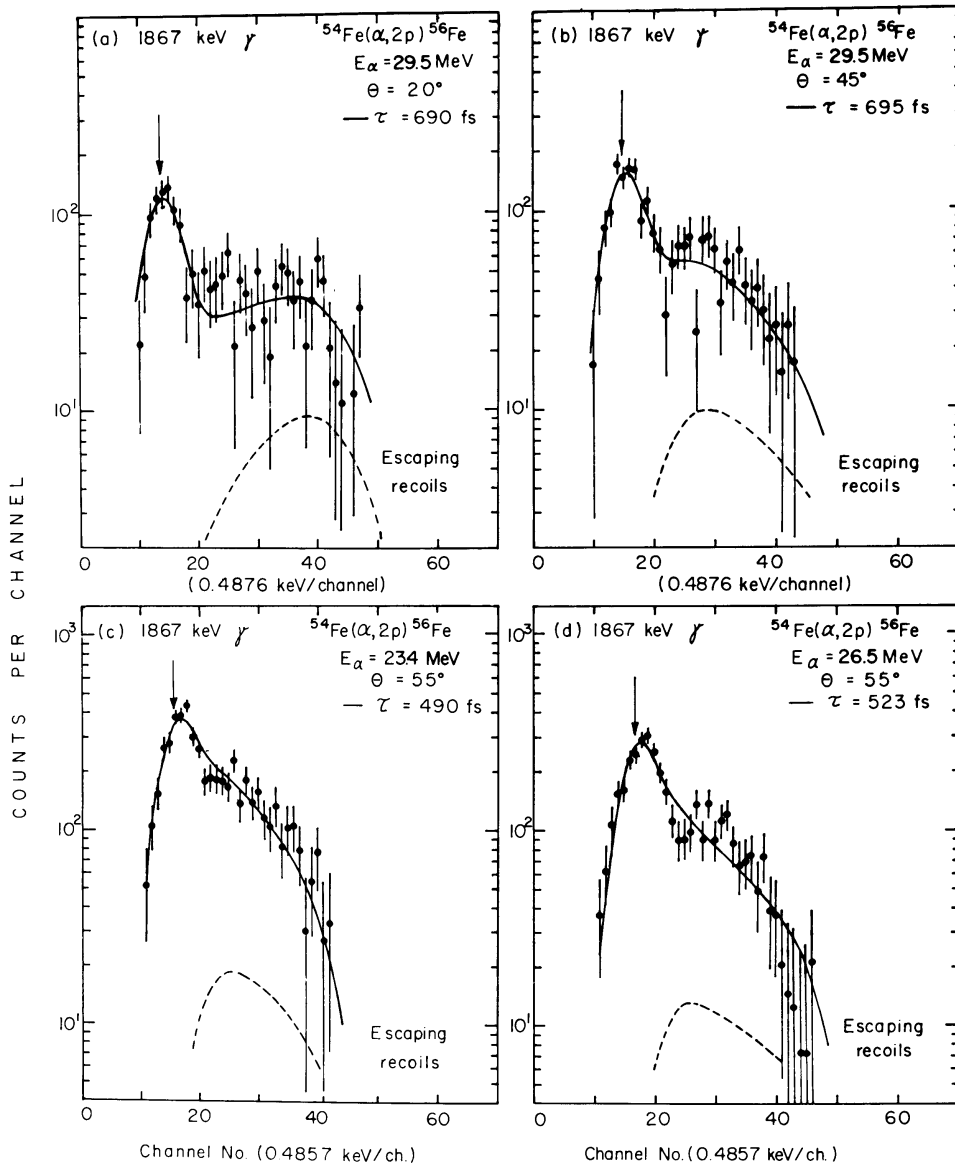 (a) 1867 keV γ
⁵⁴Fe(α,2p)⁵⁶Fe
Eα = 29.5 MeV
θ = 20°
— τ = 690 fs
10²
10¹
Escaping
recoils
0 20 40 60
(0.4876 keV/channel)
(b) 1867 keV γ
⁵⁴Fe(α,2p)⁵⁶Fe
Eα = 29.5 MeV
θ = 45°
— τ = 695 fs
10²
10¹
Escaping
recoils
0 20 40 60
(0.4876 keV/channel)
COUNTS PER CHANNEL
10³
(c) 1867 keV γ
⁵⁴Fe(α,2p)⁵⁶Fe
Eα = 23.4 MeV
θ = 55°
— τ = 490 fs
10²
10¹
Escaping
recoils
0 20 40 60
Channel No. (0.4857 keV/ch.)
10³
(d) 1867 keV γ
⁵⁴Fe(α,2p)⁵⁶Fe
Eα = 26.5 MeV
θ = 55°
— τ = 523 fs
10²
10¹
Escaping
recoils
0 20 40 60
Channel No. (0.4857 keV/ch.)